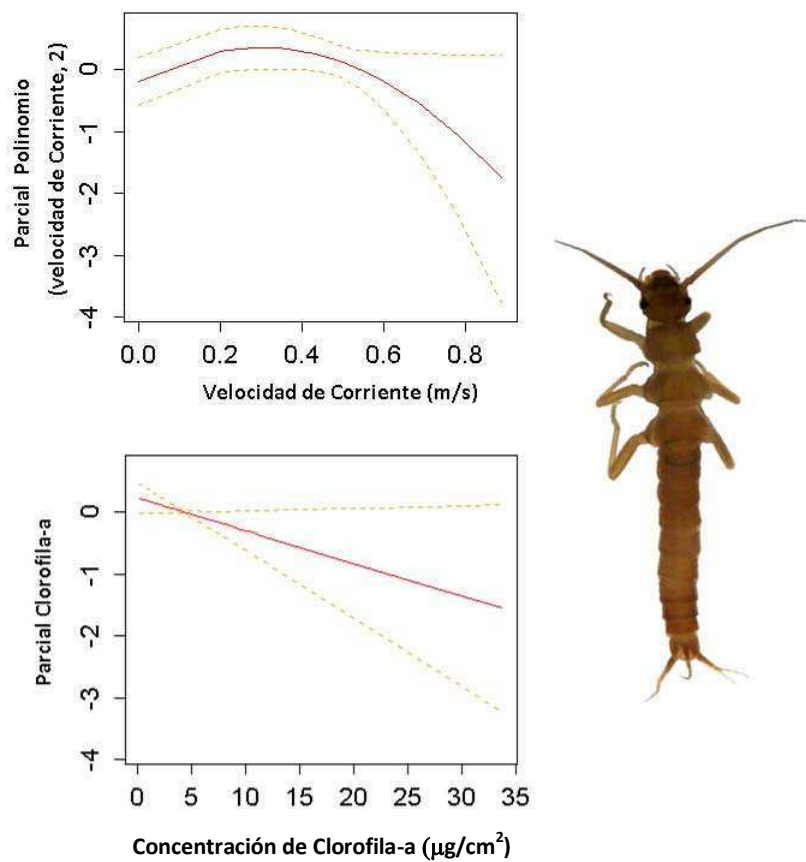 Parcial Polinomio
(velocidad de Corriente, 2)
0
-1
-2
-3
-4
0.0 0.2 0.4 0.6 0.8
Velocidad de Corriente (m/s)
Parcial Clorofila-a
0
-1
-2
-3
-4
0 5 10 15 20 25 30 35
Concentración de Clorofila-a (μg/cm²)